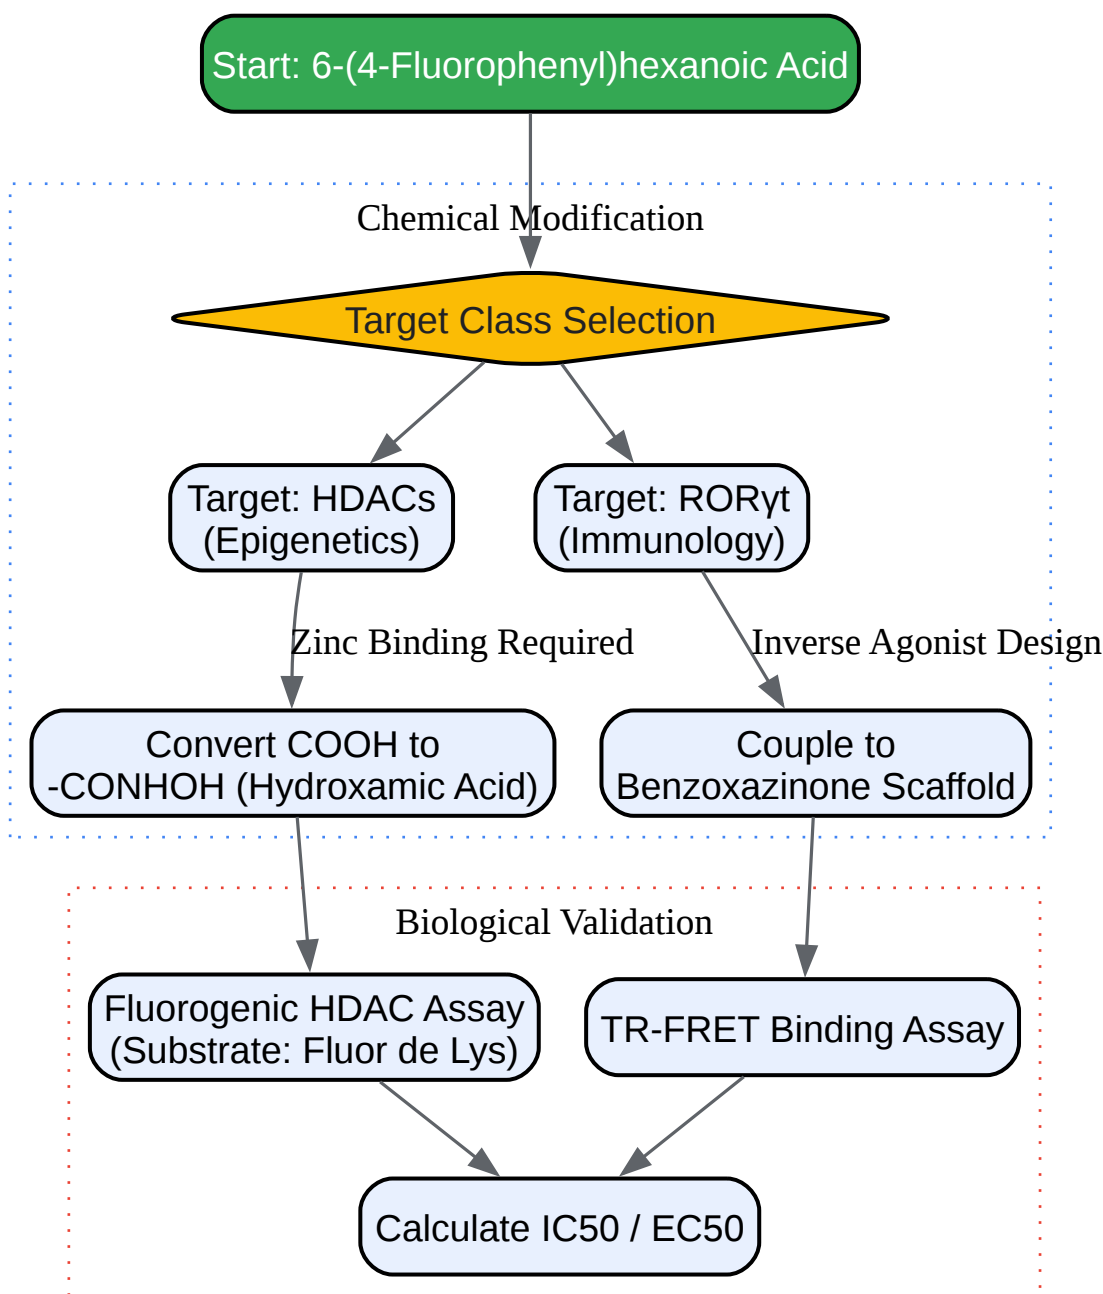 Start: 6-(4-Fluorophenyl)hexanoic Acid
Chemical Modification
Target Class Selection
Target: HDACs
(Epigenetics)
Target: RORγt
(Immunology)
Zinc Binding Required
Inverse Agonist Design
Convert COOH to
-CONHOH (Hydroxamic Acid)
Couple to
Benzoxazinone Scaffold
Biological Validation
Fluorogenic HDAC Assay
(Substrate: Fluor de Lys)
TR-FRET Binding Assay
Calculate IC50 / EC50